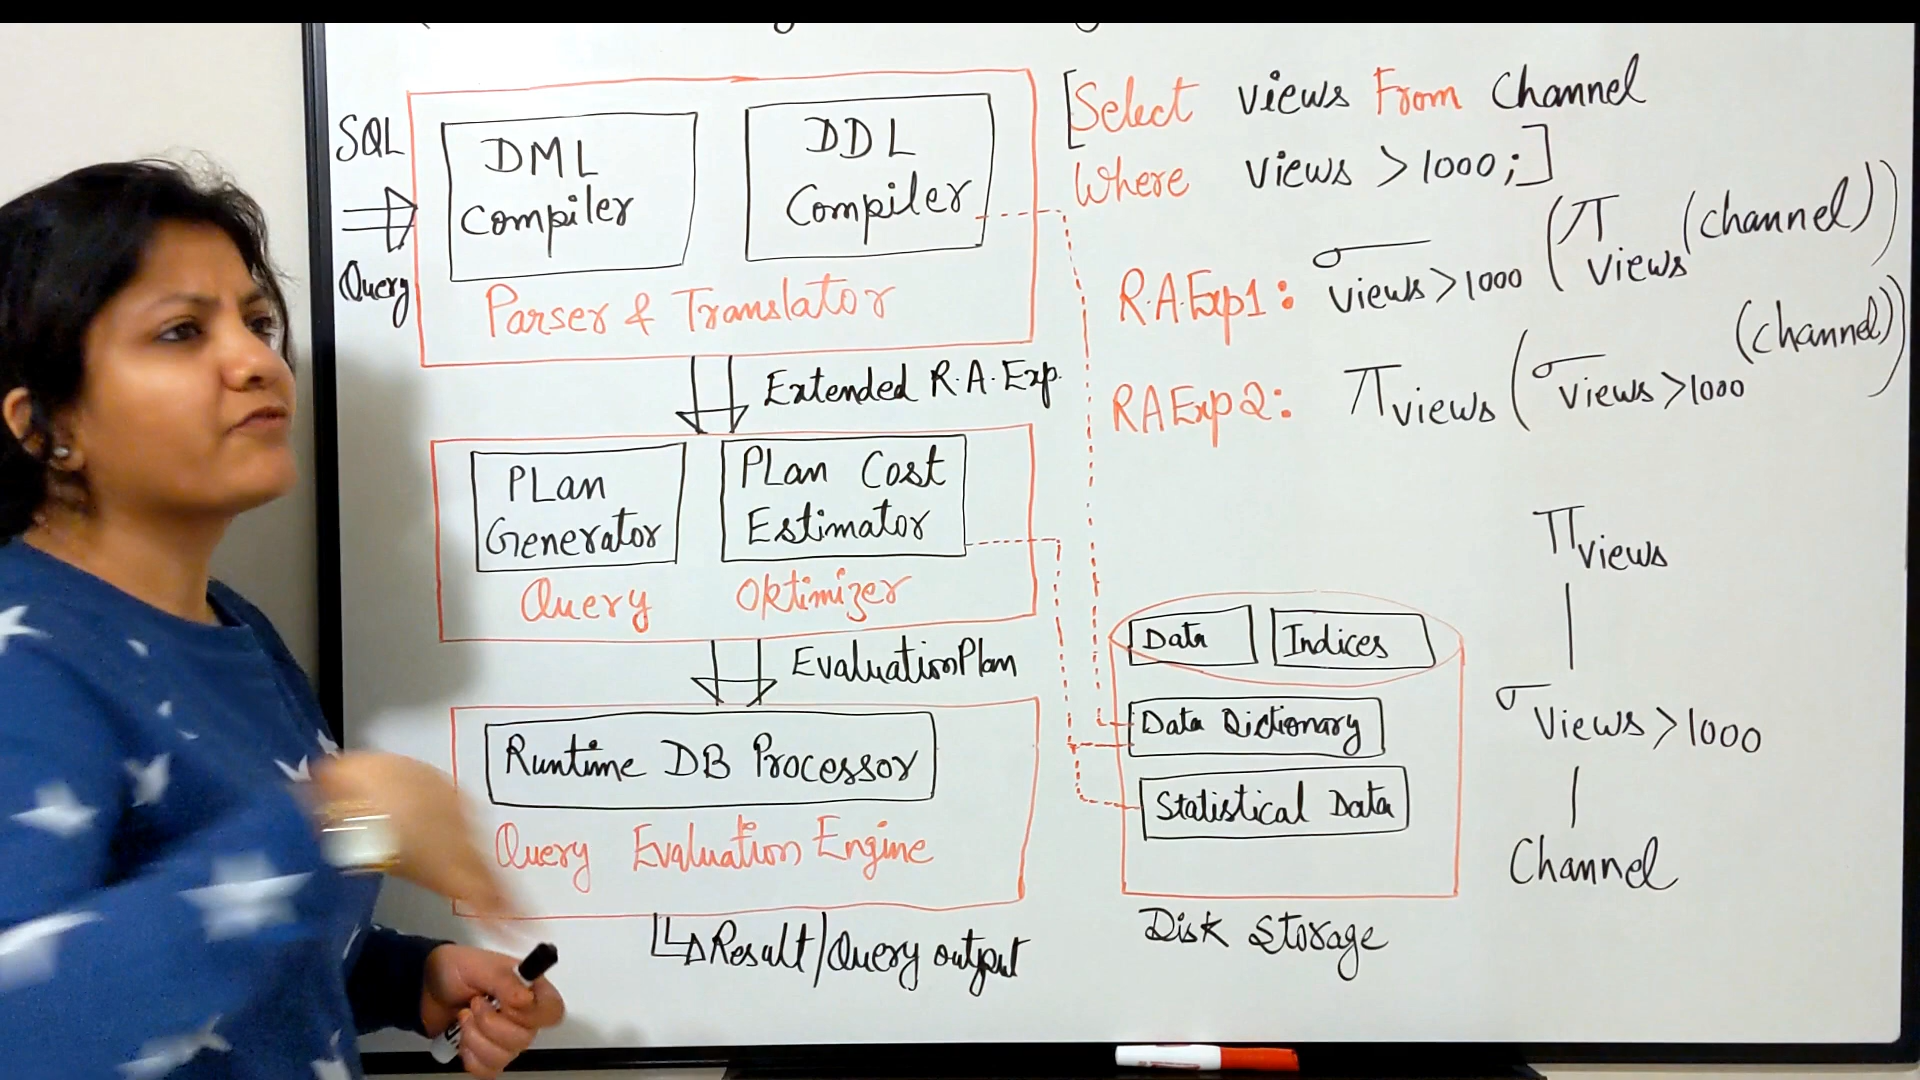 SQL
Query
DML
Compiler
DDL
Compiler
Parser & Translator
Extended R.A.Exp.
PLan
Generator
PLan Cost
Estimator
Query Optimizer
Evaluation Plan
Runtime DB Processor
Query Evaluation Engine
Result/Query output
[Select views From Channel
Where views >1000;]
R.A.Exp1: σ views>1000 (π views (channel))
RAExp2: π views (σ views>1000 (channel))
Data
Indices
Data Dictionary
Statistical Data
Disk Storage
π views
σ views>1000
Channel